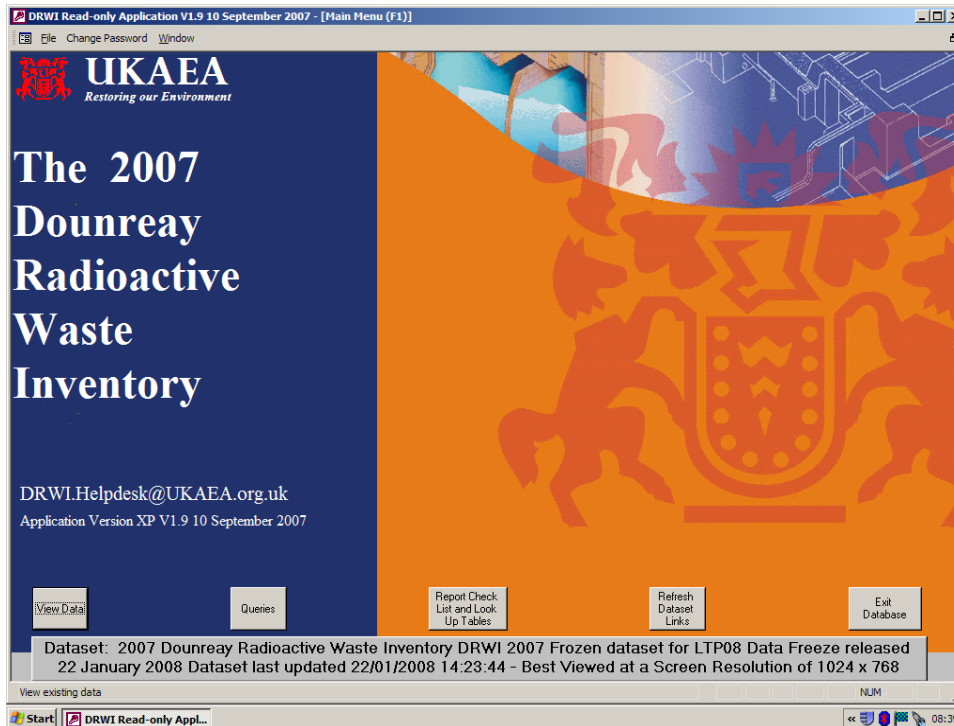 DRWI Read-only Application V1.9 10 September 2007 - [Main Menu (F1)]
File Change Password Window
UKAEA
Restoring our Environment
The 2007
Dounreay
Radioactive
Waste
Inventory
DRWI.Helpdesk@UKAEA.org.uk
Application Version XP V1.9 10 September 2007
View Data
Queries
Report Check
List and Look
Up Tables
Refresh
Dataset
Links
Exit
Database
Dataset: 2007 Dounreay Radioactive Waste Inventory DRWI 2007 Frozen dataset for LTP08 Data Freeze released
22 January 2008 Dataset last updated 22/01/2008 14:23:44 - Best Viewed at a Screen Resolution of 1024 x 768
View existing data
NUM
Start
DRWI Read-only Appl...